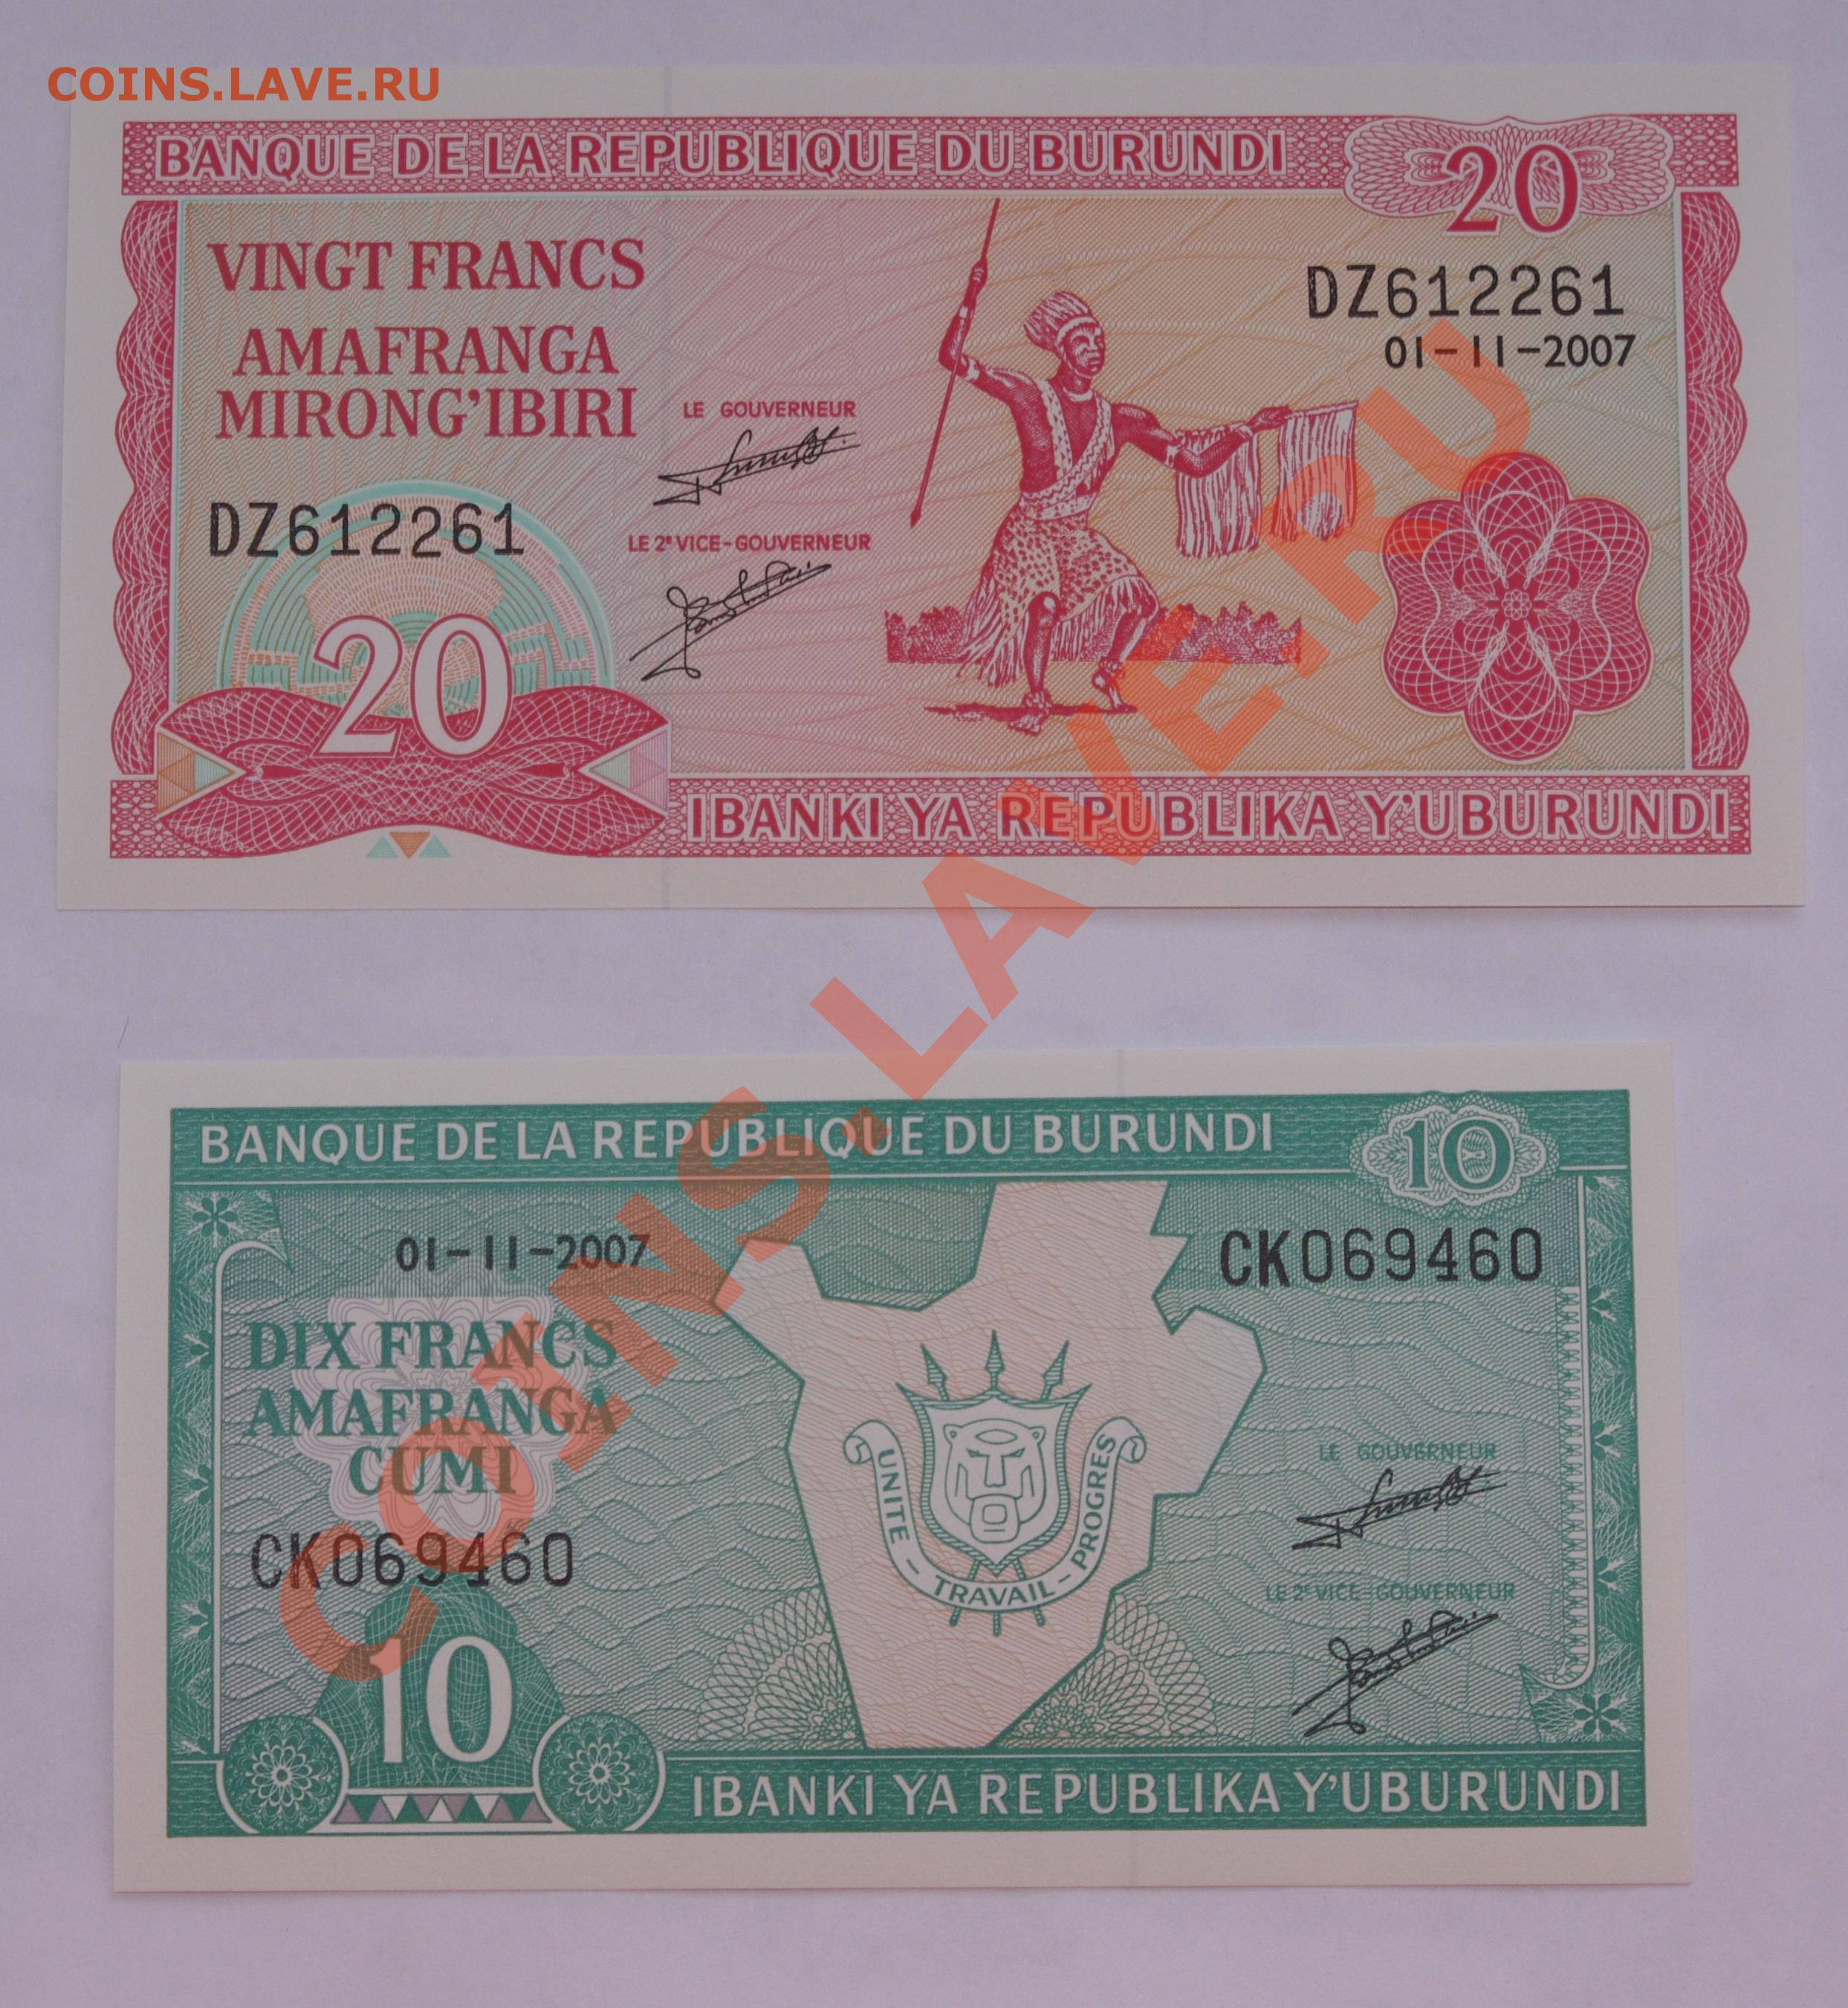 COINS.LAVE.RU
BANQUE DE LA REPUBLIQUE DU BURUNDI
20
VINGT FRANCS
DZ612261
01-11-2007
AMAFRANGA
MIRONG'IBIRI
LE GOUVERNEUR
DZ612261
LE 2e VICE-GOUVERNEUR
20
IBANKI YA REPUBLIKA Y'UBURUNDI
COINS.LAVE.RU
BANQUE DE LA REPUBLIQUE DU BURUNDI
10
01-11-2007
CK069460
DIX FRANCS
AMAFRANGA
CUMI
UNITE - TRAVAIL - PROGRES
LE GOUVERNEUR
CK069460
LE 2e VICE-GOUVERNEUR
10
IBANKI YA REPUBLIKA Y'UBURUNDI